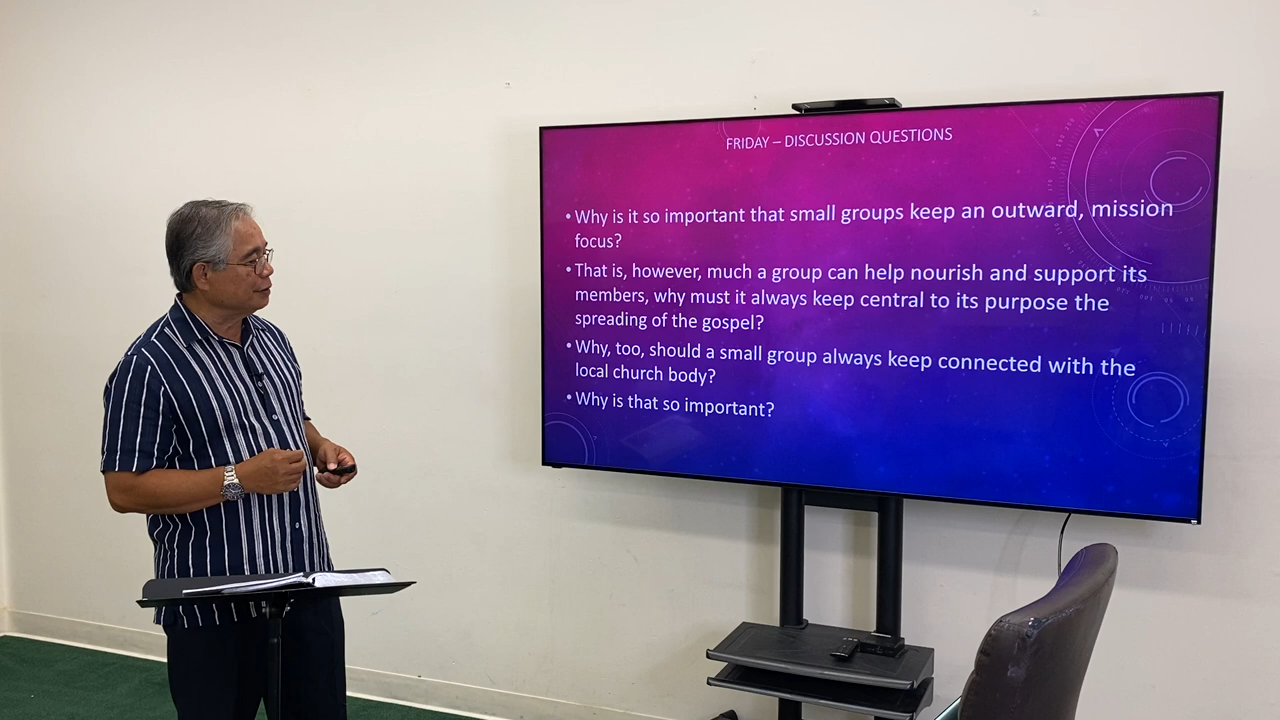 FRIDAY – DISCUSSION QUESTIONS
• Why is it so important that small groups keep an outward, mission
focus?
• That is, however, much a group can help nourish and support its
members, why must it always keep central to its purpose the
spreading of the gospel?
• Why, too, should a small group always keep connected with the
local church body?
• Why is that so important?